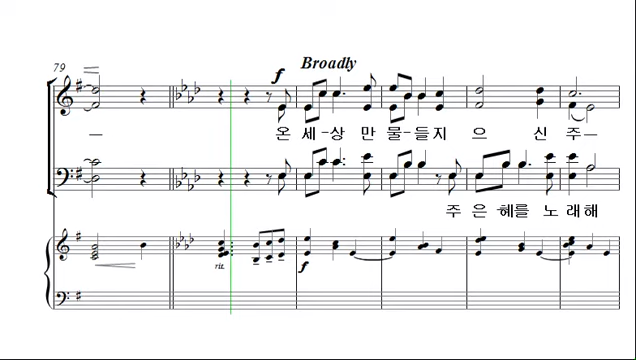 79
Broadly
f
온 세-상 만 물-들지 으 신 주—
주 은-혜를 노 래해
rit.
f